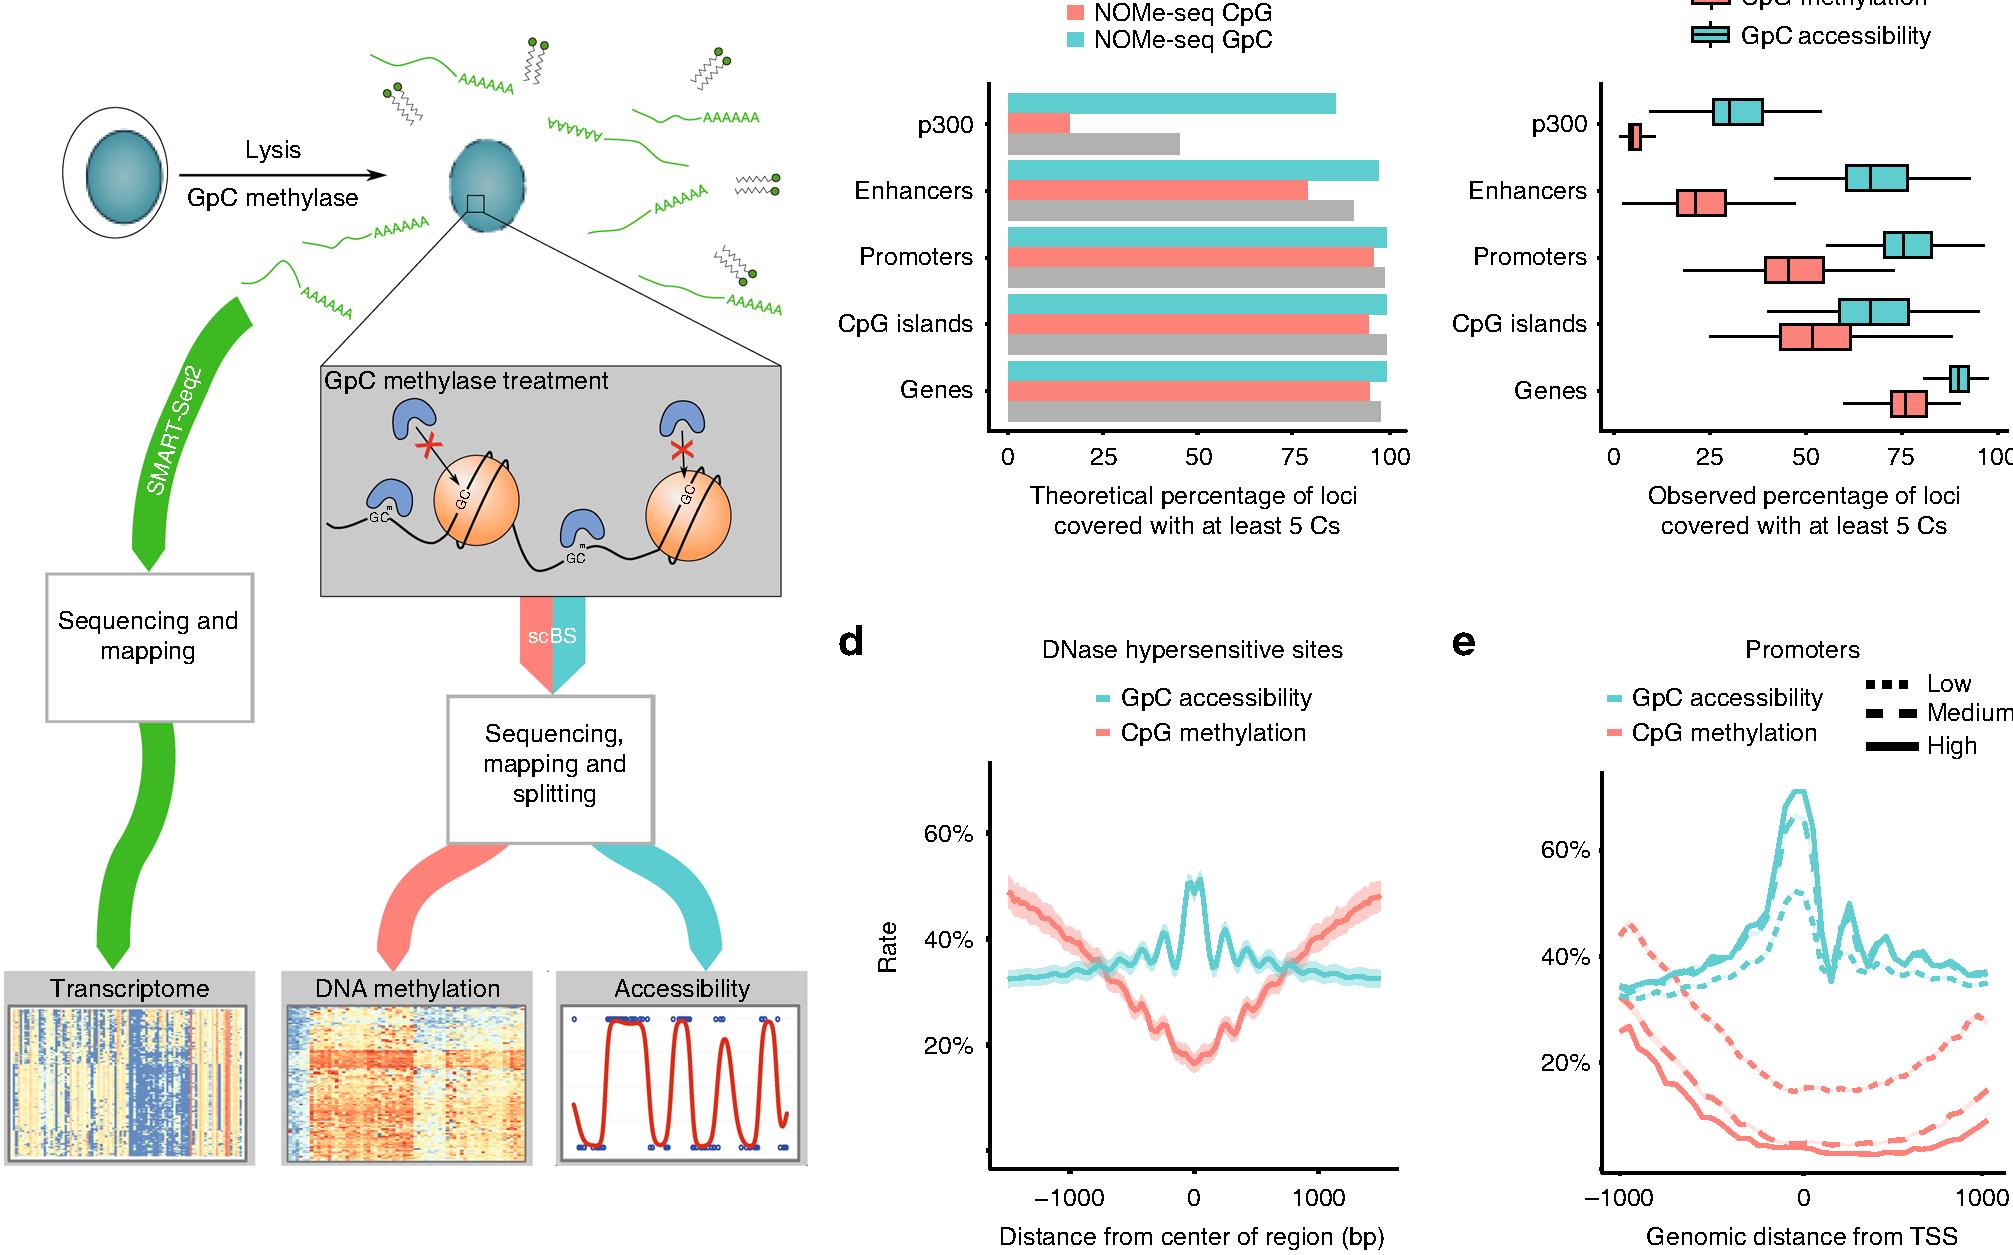 Lysis
GpC methylase
AAAAAA
AAAAAA
AAAAAA
AAAAAA
AAAAAA
AAAAAA
AAAAAA
SMART-Seq2
GpC methylase treatment
GC
GC
GCm
GCm
scBS
Sequencing and
mapping
Sequencing,
mapping and
splitting
Transcriptome
DNA methylation
Accessibility
NOMe-seq CpG
NOMe-seq GpC
p300
Enhancers
Promoters
CpG islands
Genes
0 25 50 75 100
Theoretical percentage of loci
covered with at least 5 Cs
CpG methylation
GpC accessibility
p300
Enhancers
Promoters
CpG islands
Genes
0 25 50 75 100
Observed percentage of loci
covered with at least 5 Cs
d
DNase hypersensitive sites
GpC accessibility
CpG methylation
Rate
60%
40%
20%
−1000 0 1000
Distance from center of region (bp)
e
Promoters
GpC accessibility
CpG methylation
Low
Medium
High
60%
40%
20%
−1000 0 1000
Genomic distance from TSS